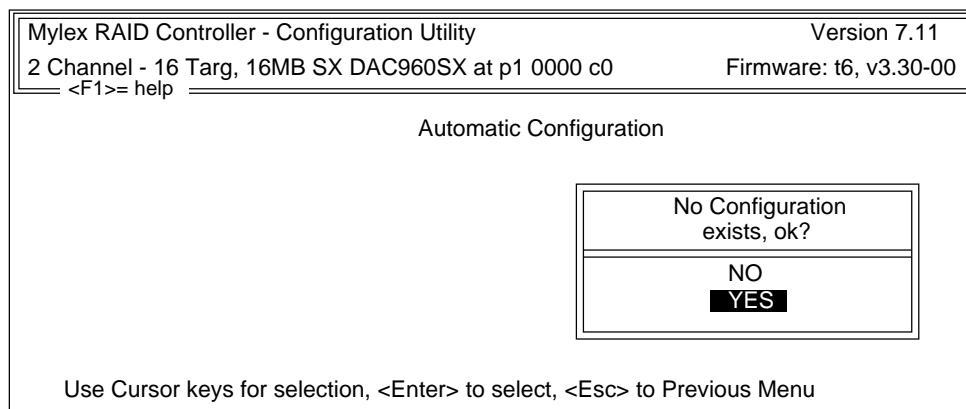 Mylex RAID Controller - Configuration Utility Version 7.11
2 Channel - 16 Targ, 16MB SX DAC960SX at p1 0000 c0 Firmware: t6, v3.30-00
<F1>= help
Automatic Configuration
No Configuration
exists, ok?
NO
YES
Use Cursor keys for selection, <Enter> to select, <Esc> to Previous Menu